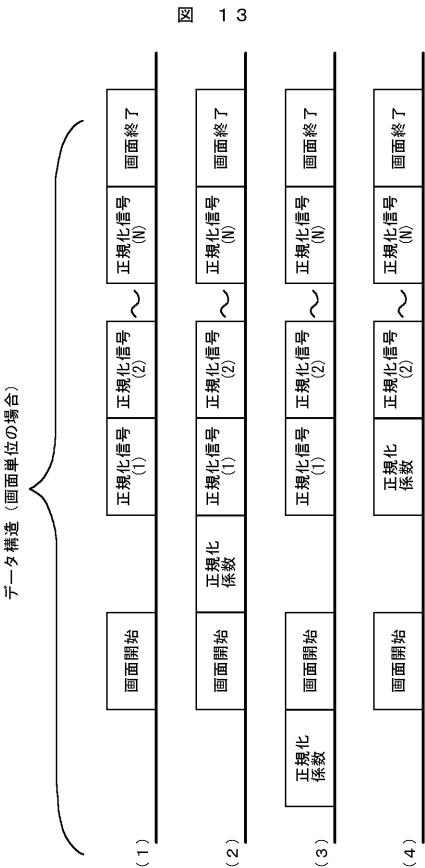 図 13
データ構造(画面単位の場合)
(1)
画面開始
正規化信号
(1)
正規化信号
(2)
~
正規化信号
(N)
画面終了
(2)
画面開始
正規化
係数
正規化信号
(1)
正規化信号
(2)
~
正規化信号
(N)
画面終了
(3)
正規化
係数
画面開始
正規化信号
(1)
正規化信号
(2)
~
正規化信号
(N)
画面終了
(4)
画面開始
正規化
係数
正規化信号
(2)
~
正規化信号
(N)
画面終了